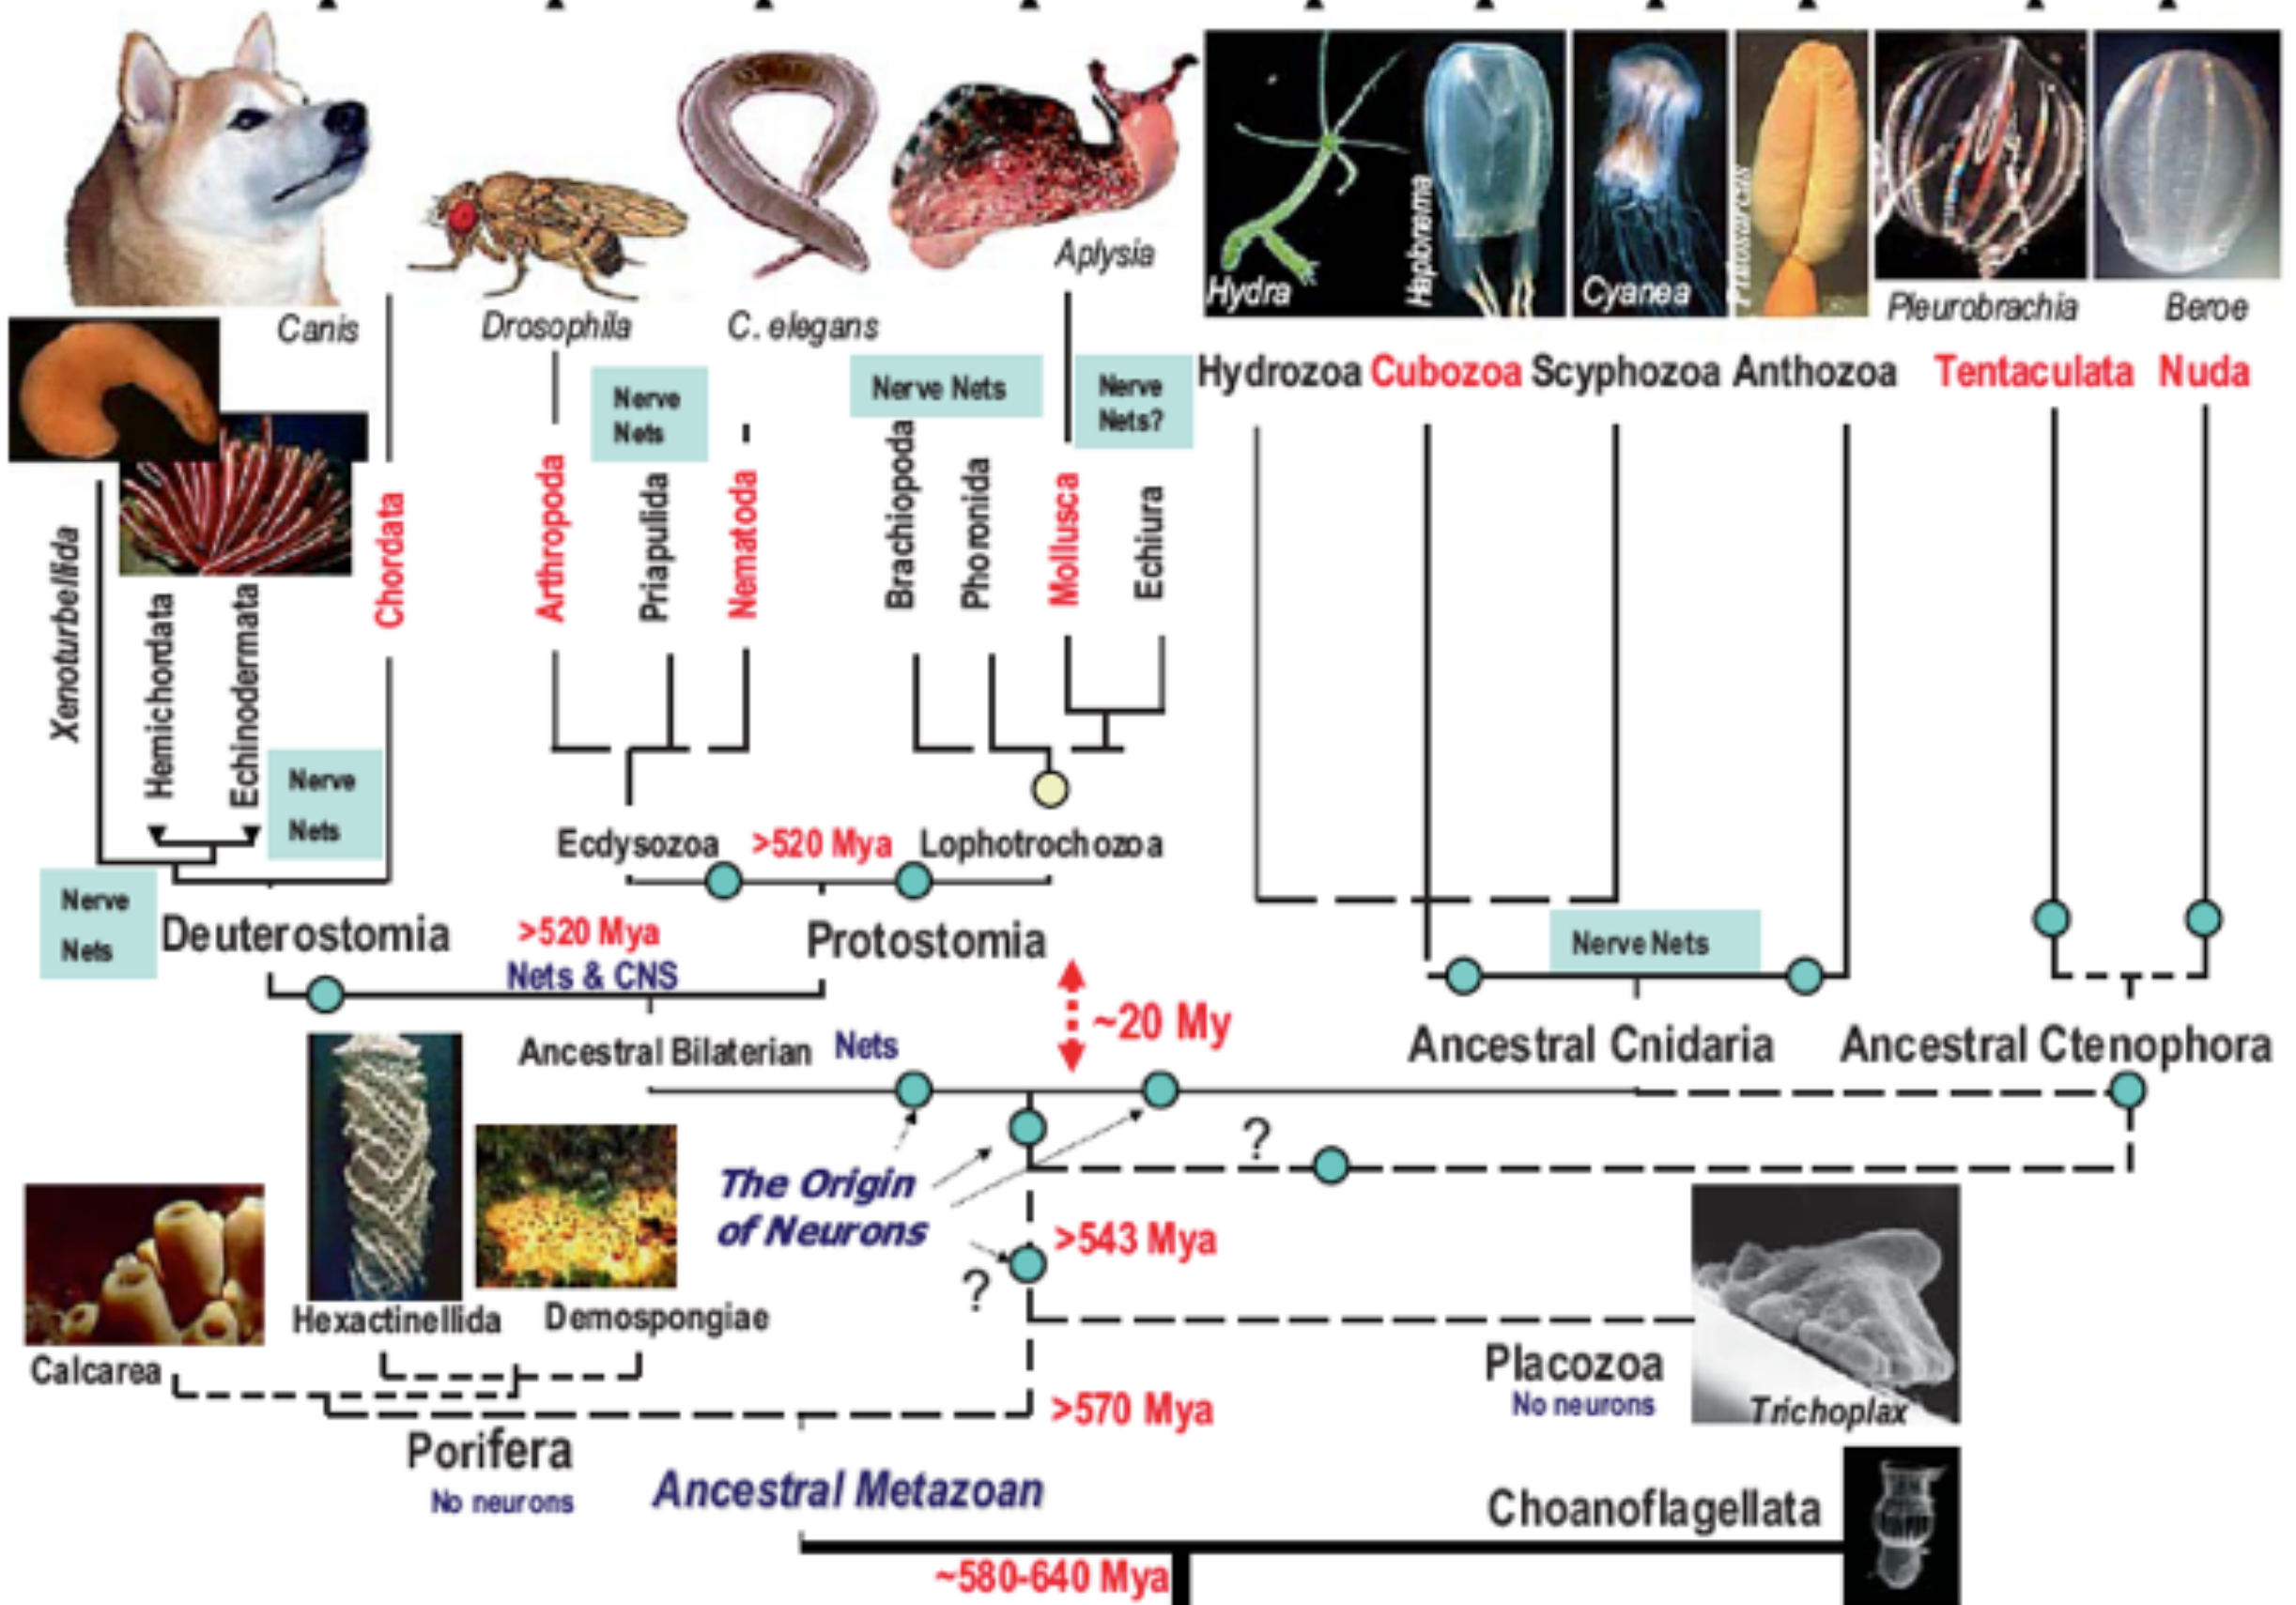 Canis
Drosophila
C. elegans
Aplysia
Hydra
Haplonema
Cyanea
Ptilosarcis
Pleurobrachia
Beroe
Hydrozoa Cubozoa Scyphozoa Anthozoa Tentaculata Nuda
Nerve
Nets
Nerve Nets
Nerve
Nets?
Xenoturbellida
Hemichordata
Echinodermata
Chordata
Arthropoda
Priapulida
Nematoda
Brachiopoda
Phoronida
Mollusca
Echiura
Nerve
Nets
Ecdysozoa >520 Mya Lophotrochozoa
Nerve
Nets
Deuterostomia
>520 Mya
Nets & CNS
Protostomia
Nerve Nets
~20 My
Ancestral Bilaterian Nets
Ancestral Cnidaria
Ancestral Ctenophora
?
The Origin
of Neurons
>543 Mya
?
Hexactinellida
Demospongiae
Calcarea
Placozoa
No neurons
Trichoplax
>570 Mya
Porifera
No neurons
Ancestral Metazoan
Choanoflagellata
~580-640 Mya